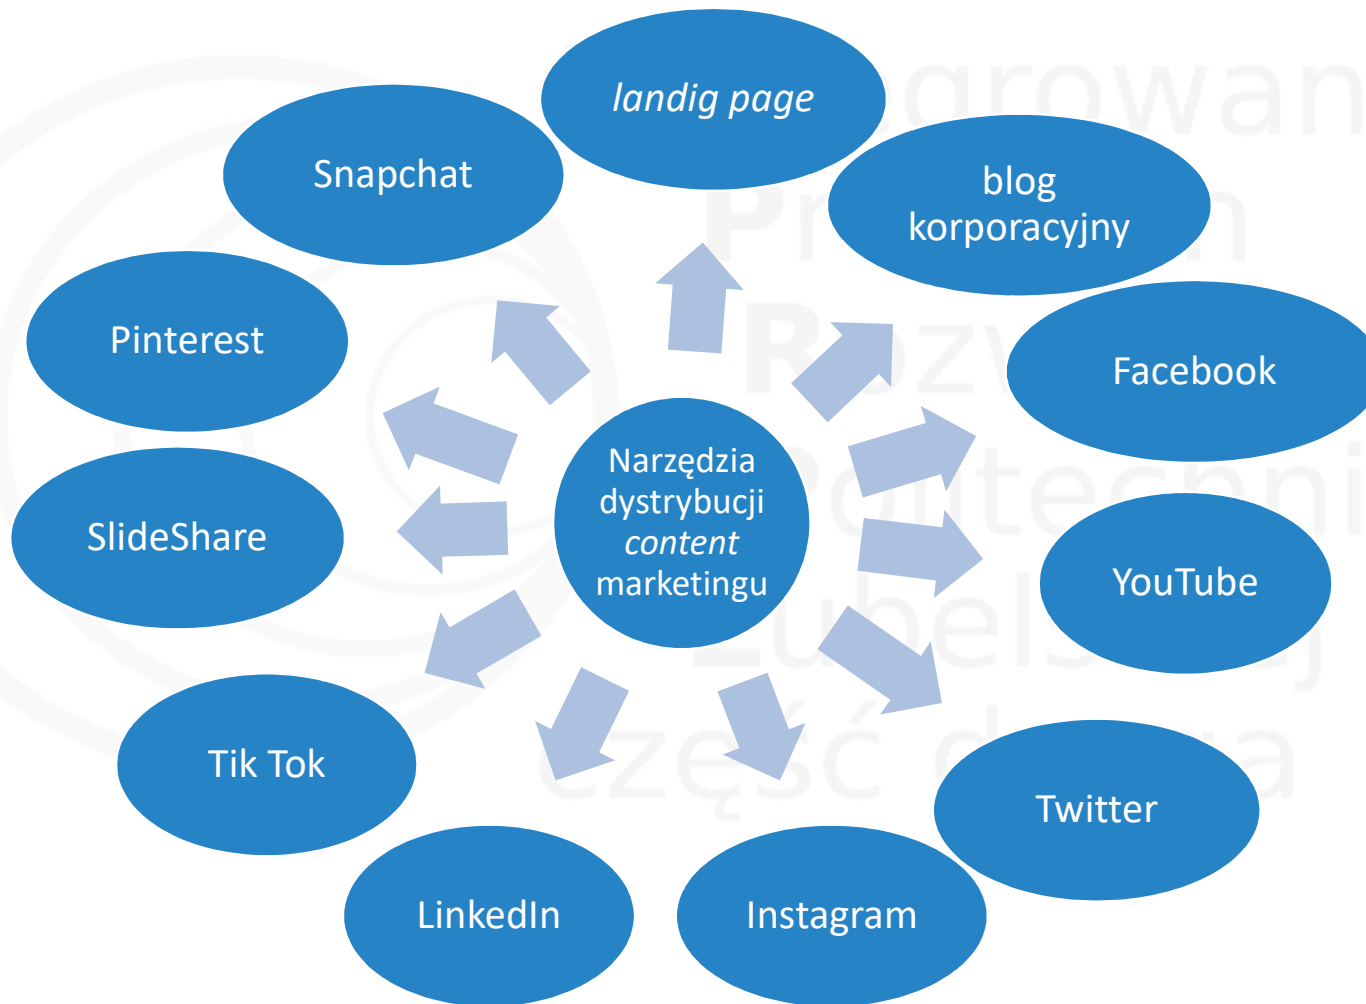 landig page
Snapchat
blog
korporacyjny
Pinterest
Facebook
Narzędzia
dystrybucji
content
marketingu
SlideShare
YouTube
Tik Tok
Twitter
LinkedIn
Instagram